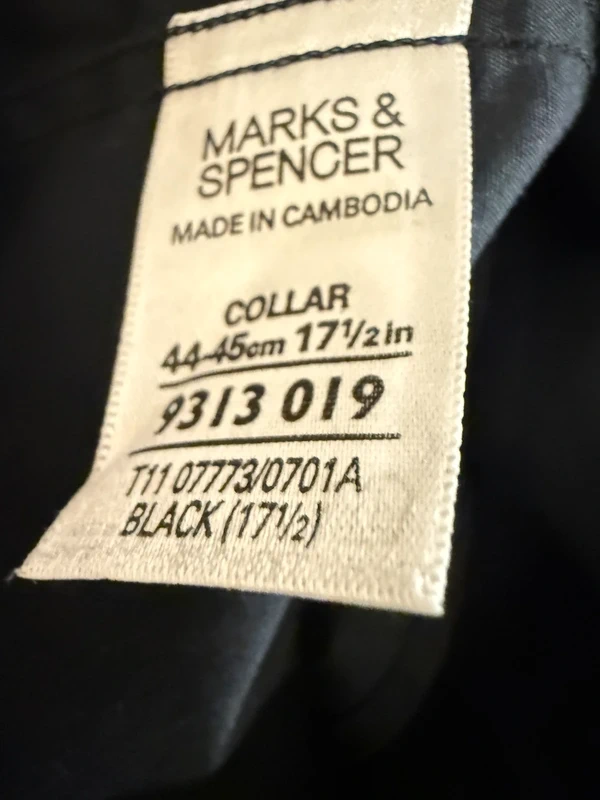 MARKS &
SPENCER
MADE IN CAMBODIA
COLLAR
44-45cm 17½in
9313 019
T11 07773/0701A
BLACK (17½)